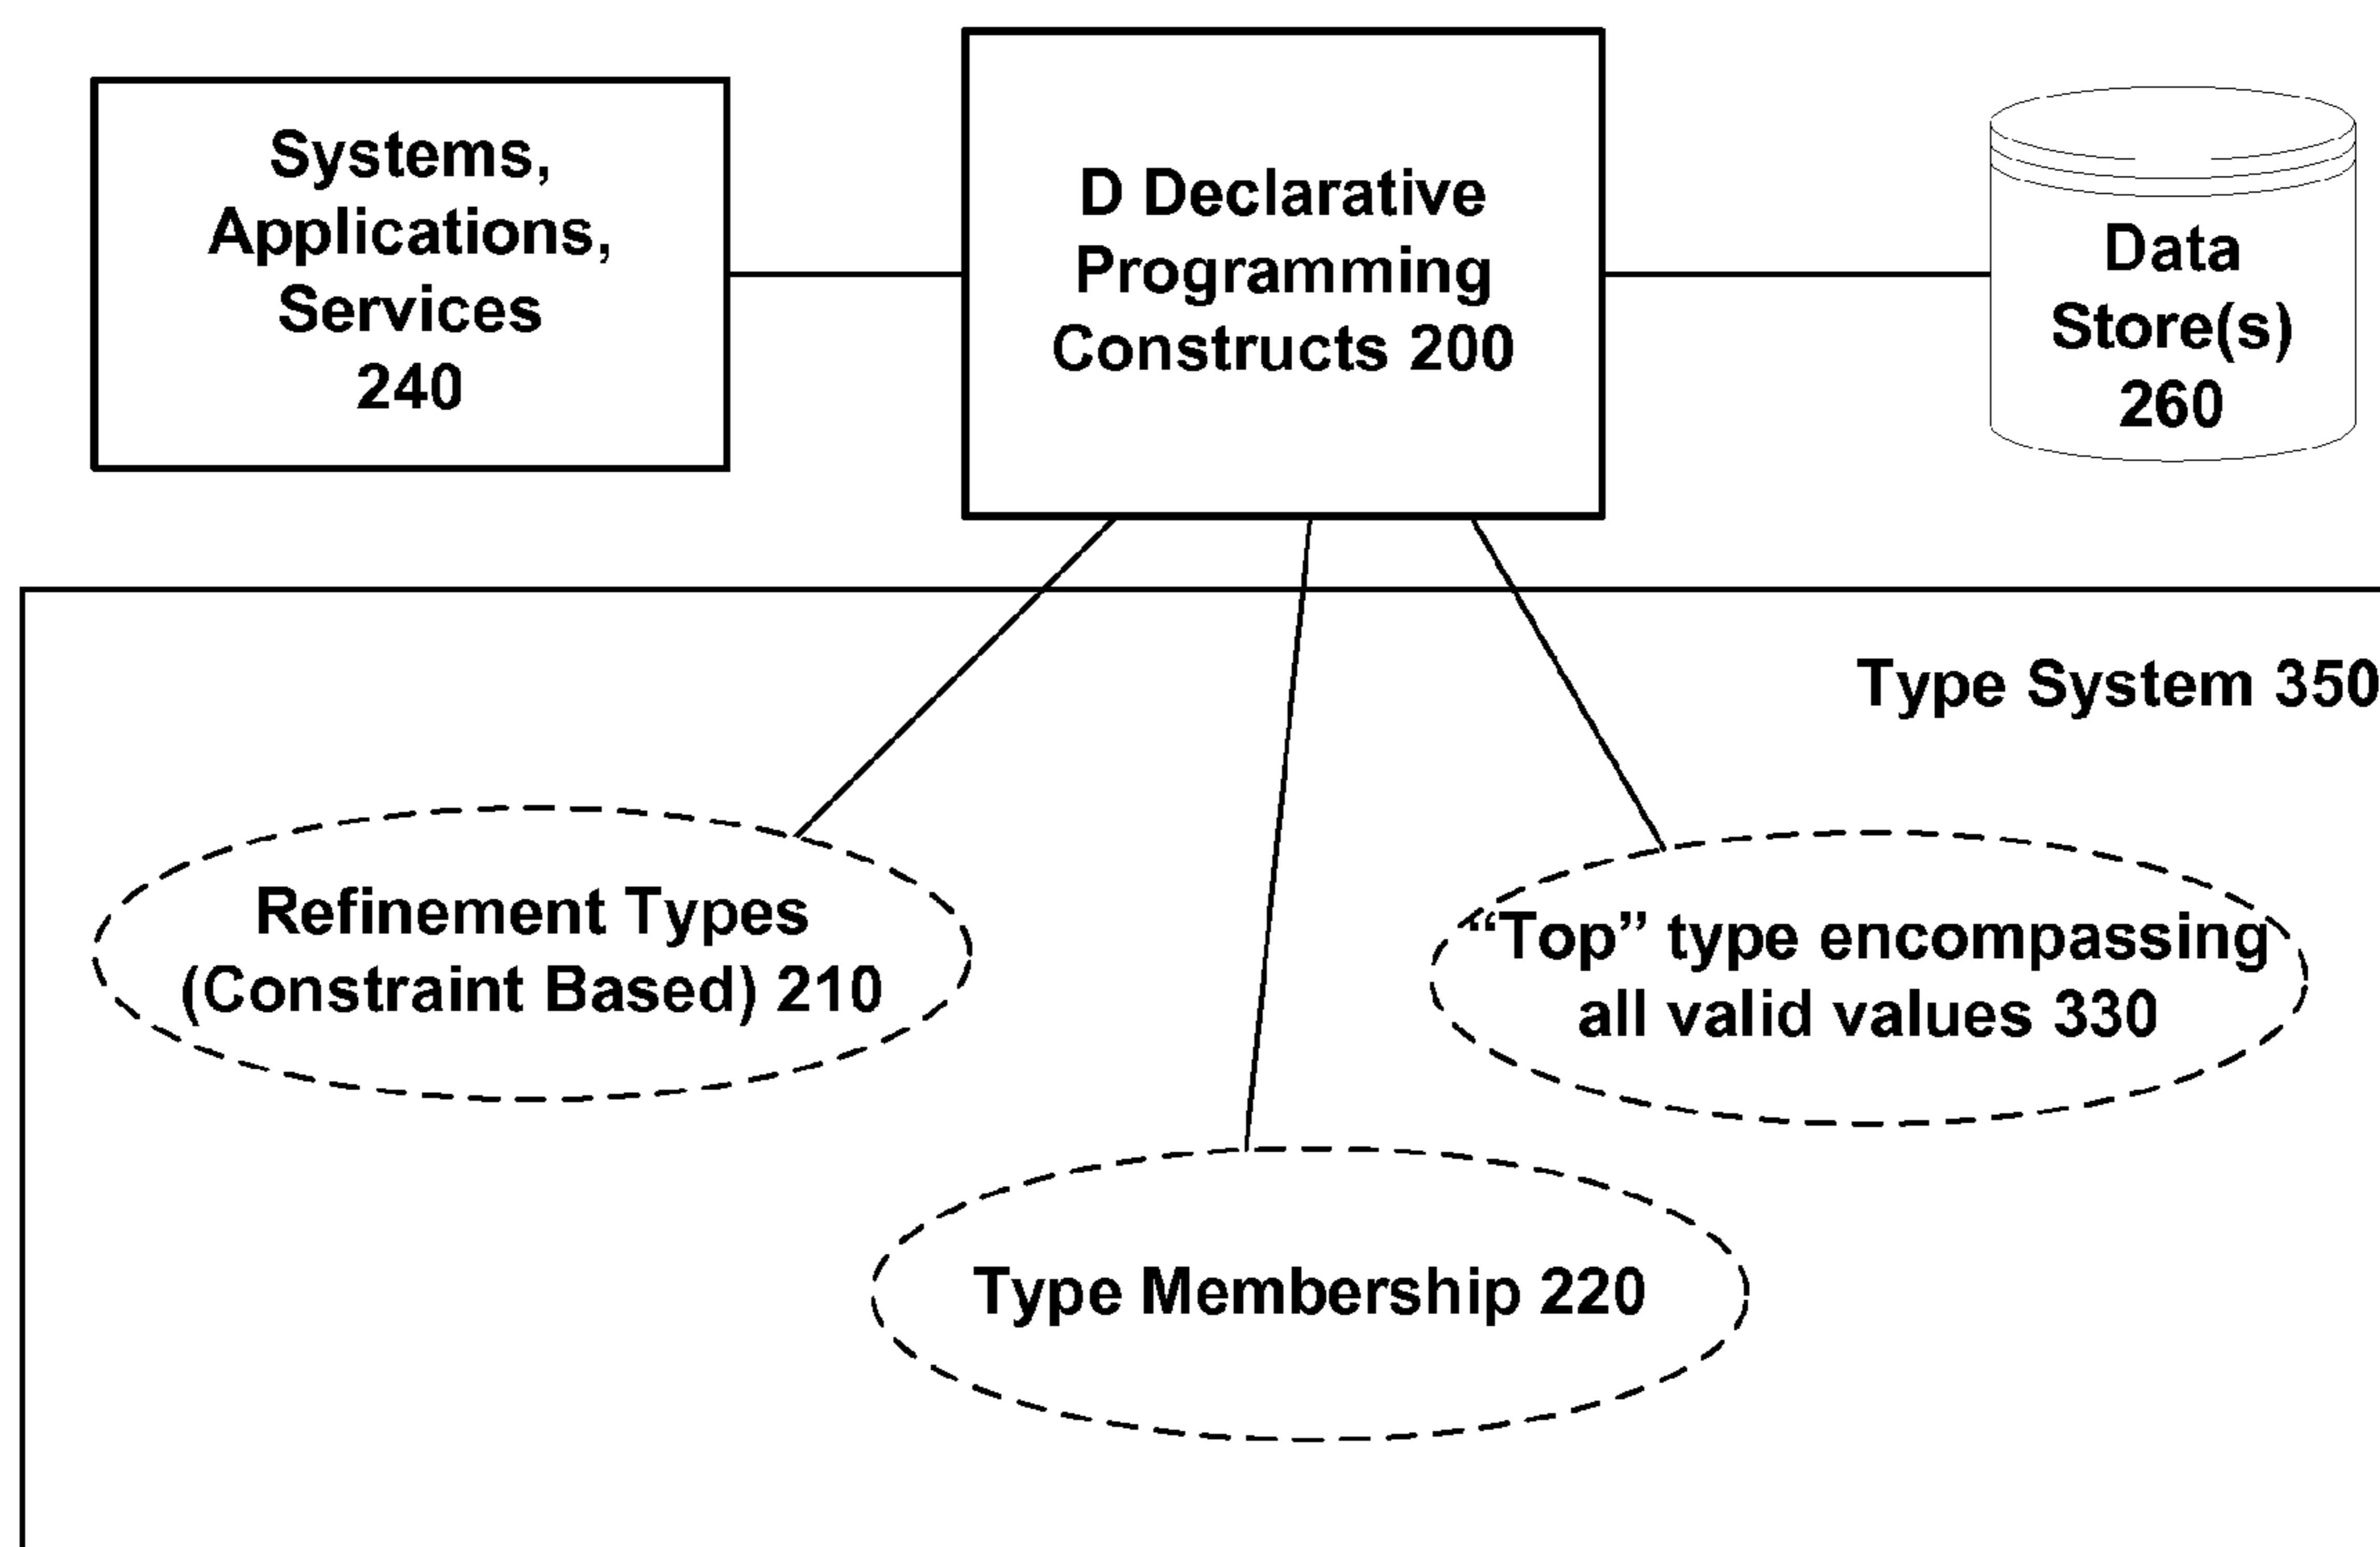 Systems,
Applications,
Services
240
D Declarative
Programming
Constructs 200
Data
Store(s)
260
Type System 350
Refinement Types
(Constraint Based) 210
“Top” type encompassing
all valid values 330
Type Membership 220